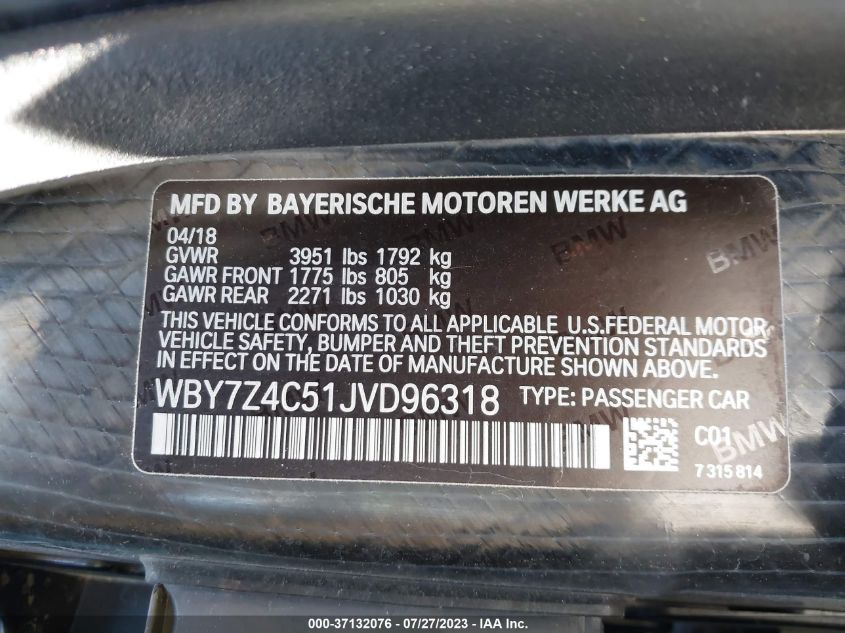 MFD BY BAYERISCHE MOTOREN WERKE AG
04/18
GVWR 3951 lbs 1792 kg
GAWR FRONT 1775 lbs 805 kg
GAWR REAR 2271 lbs 1030 kg
THIS VEHICLE CONFORMS TO ALL APPLICABLE U.S.FEDERAL MOTOR
VEHICLE SAFETY, BUMPER AND THEFT PREVENTION STANDARDS
IN EFFECT ON THE DATE OF MANUFACTURE SHOWN ABOVE.
WBY7Z4C51JVD96318 TYPE: PASSENGER CAR
C01
7 315 814
BMW
BMW
BMW
000-37132076 - 07/27/2023 - IAA Inc.